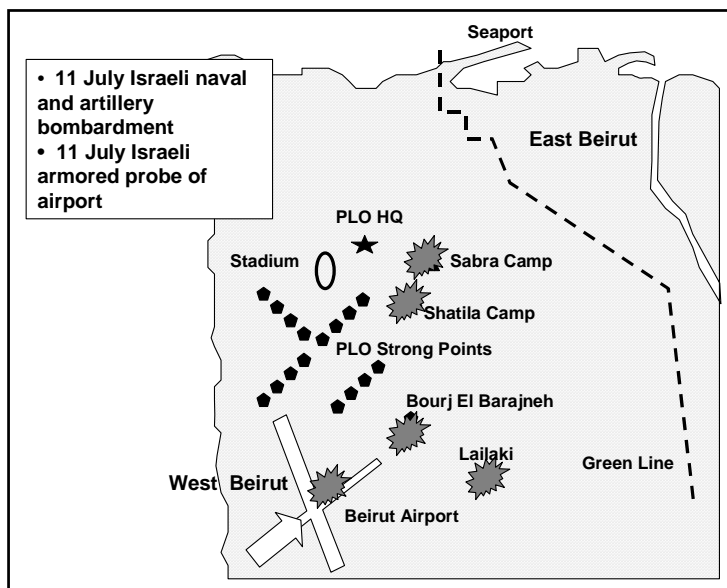 Seaport
• 11 July Israeli naval
and artillery
bombardment
• 11 July Israeli
armored probe of
airport
East Beirut
PLO HQ
Stadium
Sabra Camp
Shatila Camp
PLO Strong Points
Bourj El Barajneh
Lailaki
Green Line
West Beirut
Beirut Airport